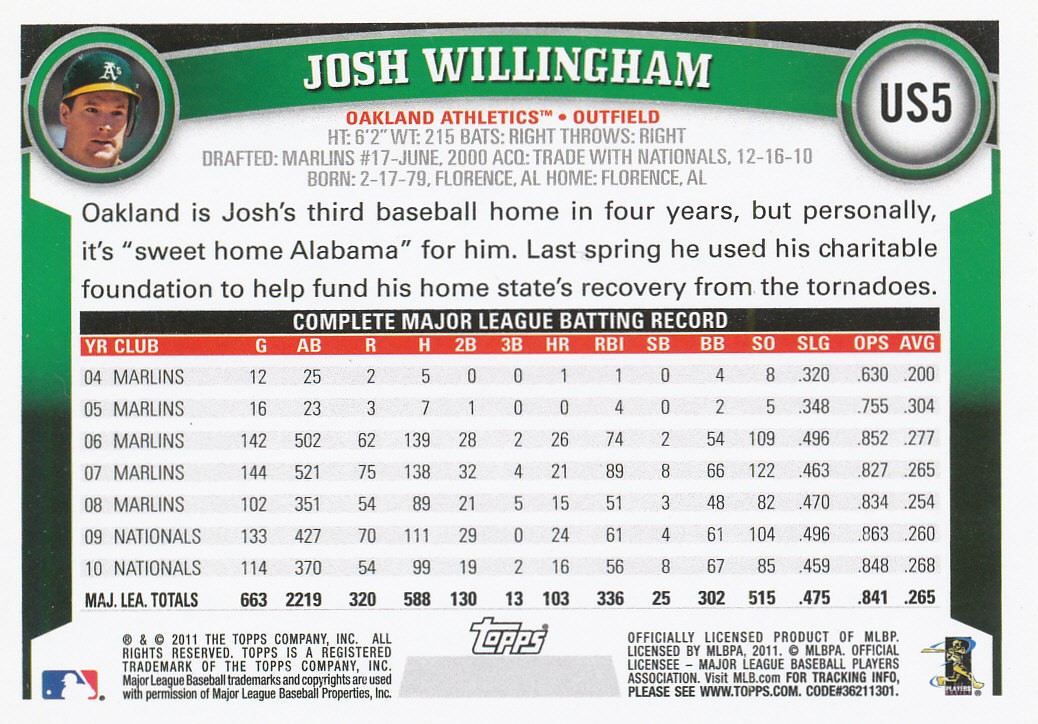 JOSH WILLINGHAM
US5
A's
OAKLAND ATHLETICS™ • OUTFIELD
HT: 6'2" WT: 215 BATS: RIGHT THROWS: RIGHT
DRAFTED: MARLINS #17-JUNE, 2000 ACQ: TRADE WITH NATIONALS, 12-16-10
BORN: 2-17-79, FLORENCE, AL HOME: FLORENCE, AL
Oakland is Josh's third baseball home in four years, but personally,
it's "sweet home Alabama" for him. Last spring he used his charitable
foundation to help fund his home state's recovery from the tornadoes.
COMPLETE MAJOR LEAGUE BATTING RECORD
YR CLUB G AB R H 2B 3B HR RBI SB BB SO SLG OPS AVG
04 MARLINS 12 25 2 5 0 0 1 1 0 4 8 .320 .630 .200
05 MARLINS 16 23 3 7 1 0 0 4 0 2 5 .348 .755 .304
06 MARLINS 142 502 62 139 28 2 26 74 2 54 109 .496 .852 .277
07 MARLINS 144 521 75 138 32 4 21 89 8 66 122 .463 .827 .265
08 MARLINS 102 351 54 89 21 5 15 51 3 48 82 .470 .834 .254
09 NATIONALS 133 427 70 111 29 0 24 61 4 61 104 .496 .863 .260
10 NATIONALS 114 370 54 99 19 2 16 56 8 67 85 .459 .848 .268
MAJ. LEA. TOTALS 663 2219 320 588 130 13 103 336 25 302 515 .475 .841 .265
® & © 2011 THE TOPPS COMPANY, INC. ALL
RIGHTS RESERVED. TOPPS IS A REGISTERED
TRADEMARK OF THE TOPPS COMPANY, INC.
Major League Baseball trademarks and copyrights are used
with permission of Major League Baseball Properties, Inc.
Topps®
OFFICIALLY LICENSED PRODUCT OF MLBP.
LICENSED BY MLBPA, 2011. © MLBPA. OFFICIAL
LICENSEE – MAJOR LEAGUE BASEBALL PLAYERS
ASSOCIATION. Visit MLB.com FOR TRACKING INFO,
PLEASE SEE WWW.TOPPS.COM. CODE#36211301.
PLAYERS